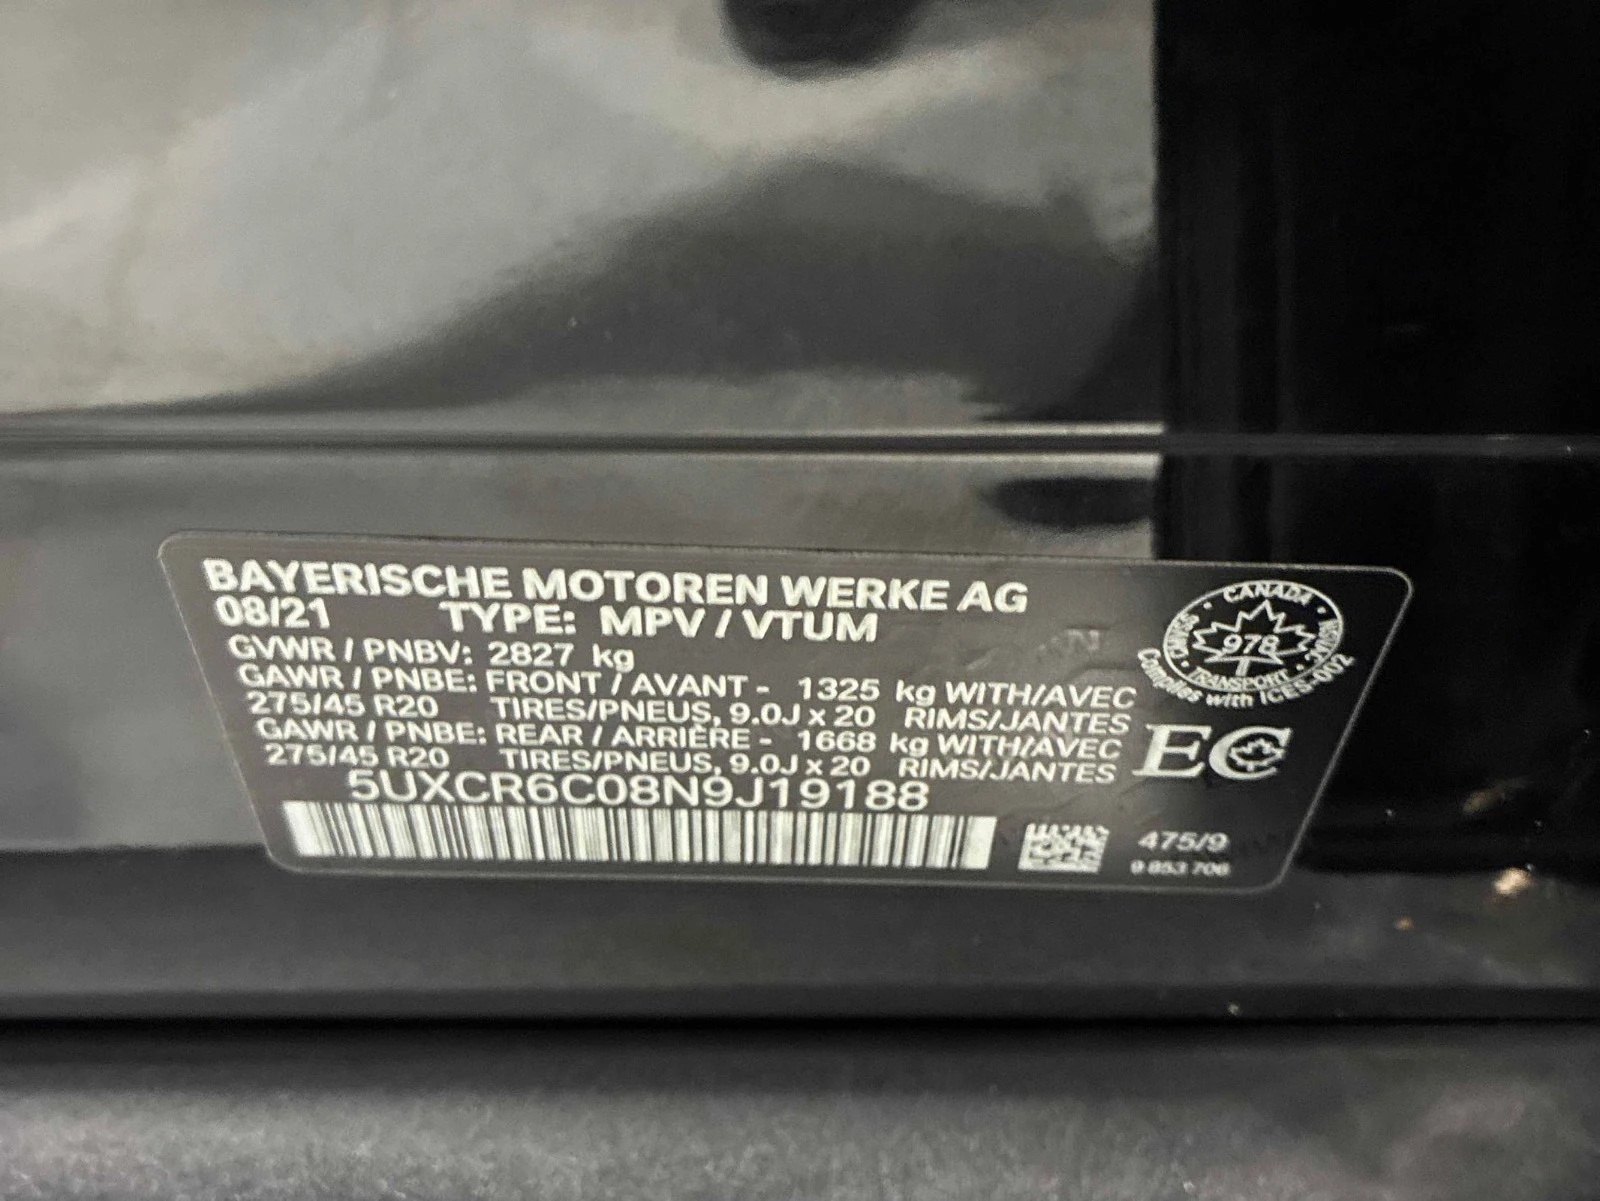 BAYERISCHE MOTOREN WERKE AG
08/21 TYPE: MPV / VTUM
GVWR / PNBV: 2827 kg
GAWR / PNBE: FRONT / AVANT - 1325 kg WITH/AVEC
275/45 R20 TIRES/PNEUS, 9.0J x 20 RIMS/JANTES
GAWR / PNBE: REAR / ARRIÈRE - 1668 kg WITH/AVEC
275/45 R20 TIRES/PNEUS, 9.0J x 20 RIMS/JANTES
5UXCR6C08N9J19188
CANADA
978
TRANSPORT
Complies with ICES-002
EC
475/9
9 853 706